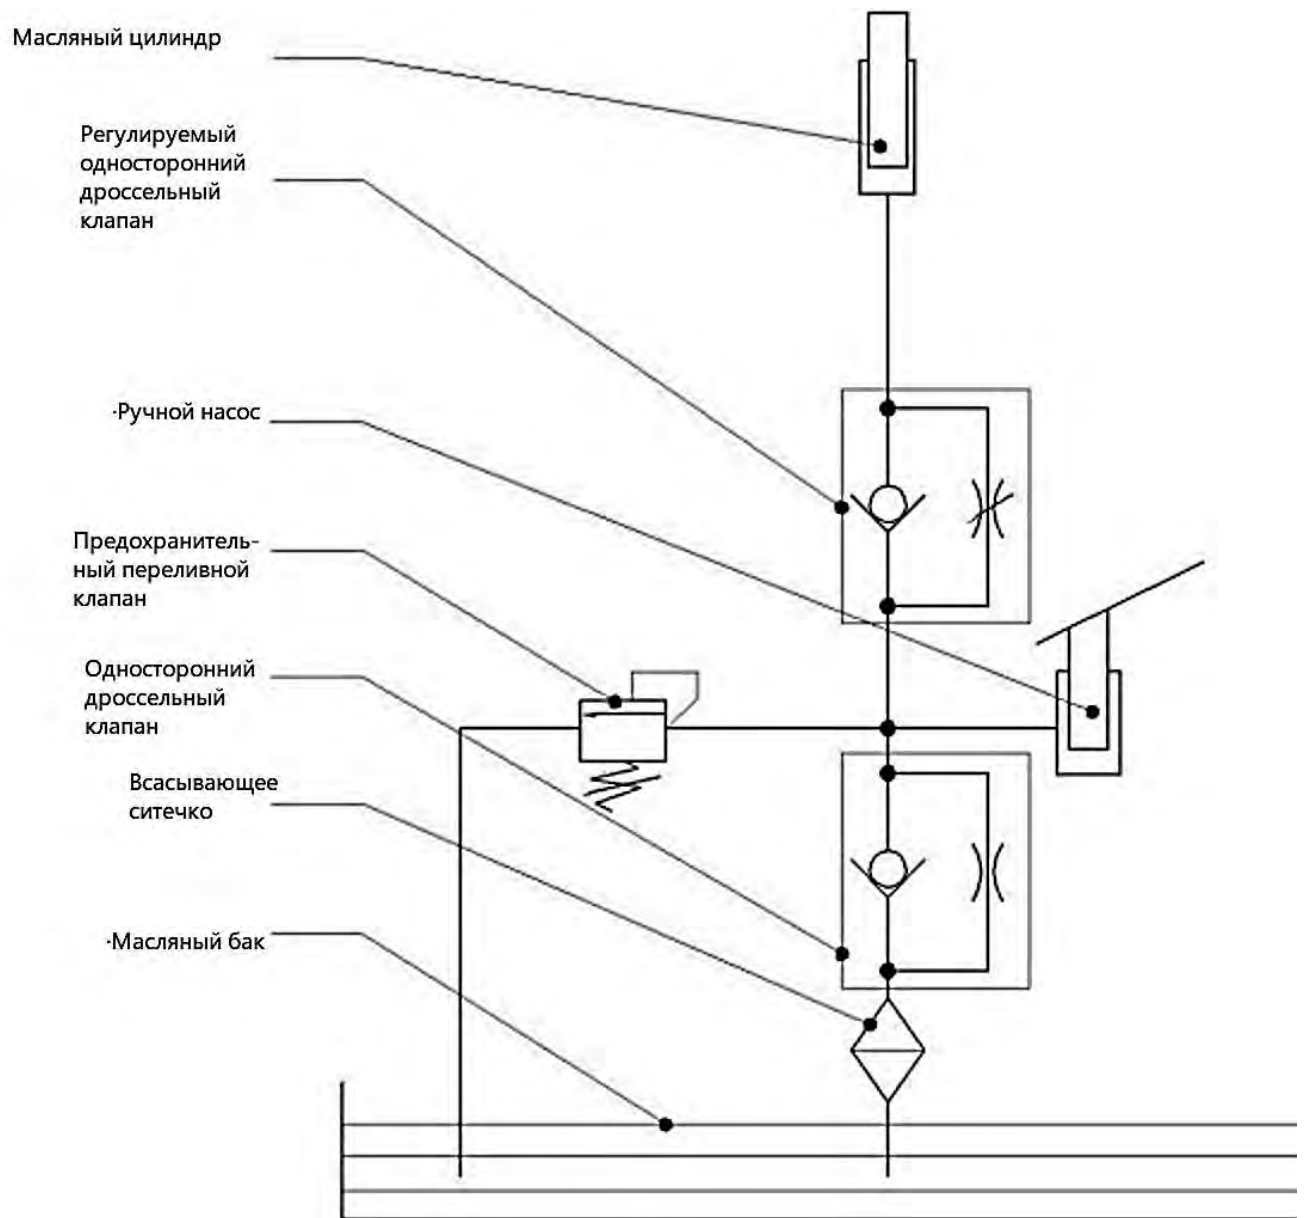 Масляный цилиндр
Регулируемый
односторонний
дроссельный
клапан
·Ручной насос
Предохранитель-
ный переливной
клапан
Односторонний
дроссельный
клапан
Всасывающее
ситечко
·Масляный бак